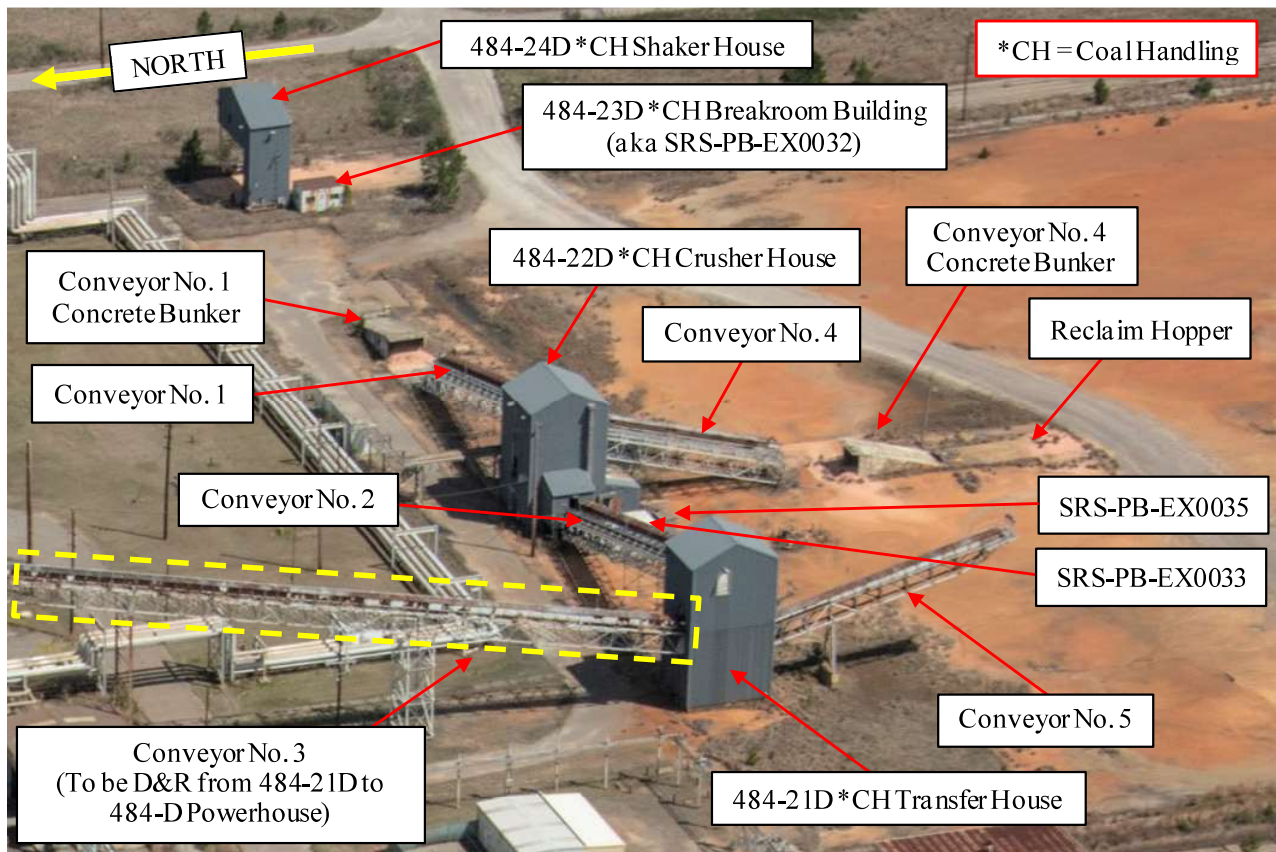 NORTH
484-24D *CH Shaker House
*CH = Coal Handling
484-23D *CH Breakroom Building
(aka SRS-PB-EX0032)
Conveyor No. 4
Concrete Bunker
484-22D *CH Crusher House
Conveyor No. 1
Concrete Bunker
Conveyor No. 4
Reclaim Hopper
Conveyor No. 1
Conveyor No. 2
SRS-PB-EX0035
SRS-PB-EX0033
Conveyor No. 5
Conveyor No. 3
(To be D&R from 484-21D to
484-D Powerhouse)
484-21D *CH Transfer House